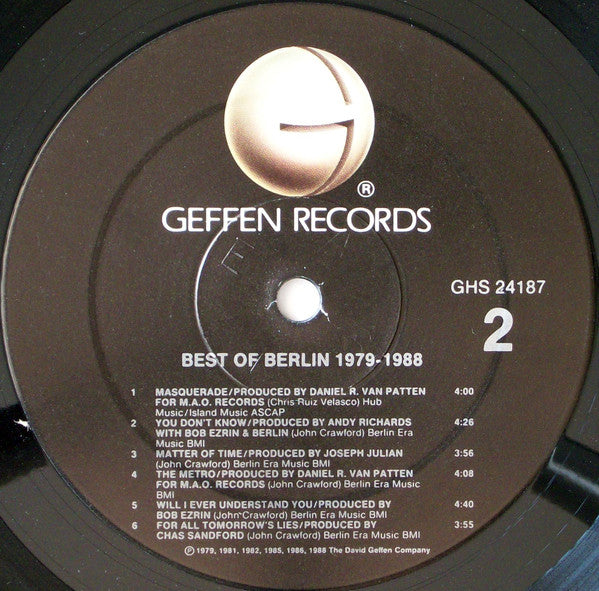 ®
GEFFEN RECORDS
GHS 24187
2
BEST OF BERLIN 1979-1988
1 MASQUERADE/PRODUCED BY DANIEL R. VAN PATTEN 4:00
FOR M.A.O. RECORDS (Chris Ruiz Velasco) Hub
Music/Island Music ASCAP
2 YOU DON'T KNOW/PRODUCED BY ANDY RICHARDS 4:26
WITH BOB EZRIN & BERLIN (John Crawford) Berlin Era
Music BMI
3 MATTER OF TIME/PRODUCED BY JOSEPH JULIAN 3:56
(John Crawford) Berlin Era Music BMI
4 THE METRO/PRODUCED BY DANIEL R. VAN PATTEN 4:08
FOR M.A.O. RECORDS (John Crawford) Berlin Era Music
BMI
5 WILL I EVER UNDERSTAND YOU/PRODUCED BY 4:40
BOB EZRIN (John Crawford) Berlin Era Music BMI
6 FOR ALL TOMORROW'S LIES/PRODUCED BY 3:55
CHAS SANDFORD (John Crawford) Berlin Era Music BMI
℗ 1979, 1981, 1982, 1985, 1986, 1988 The David Geffen Company